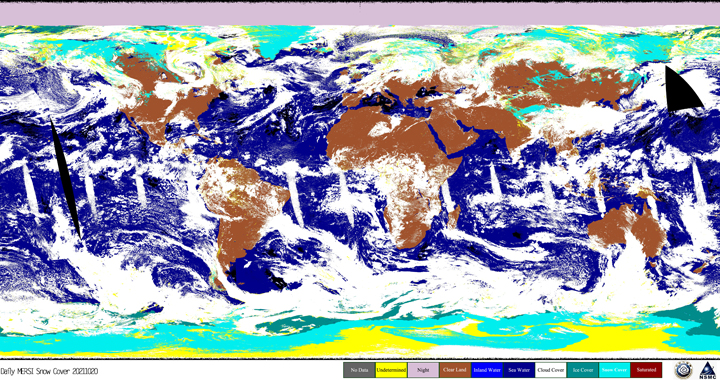 Daily MERSI Snow Cover 20211020
No Data Undetermined Night Clear Land Inland Water Sea Water Cloud Cover Ice Cover Snow Cover Saturated
NSMC